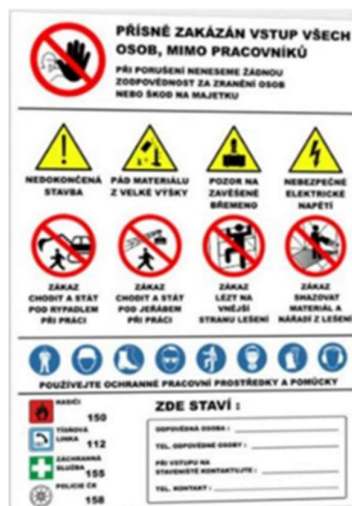 PŘÍSNĚ ZAKÁZÁN VSTUP VŠECH
OSOB, MIMO PRACOVNÍKŮ
PŘI PORUŠENÍ NENESEME ŽÁDNOU
ZODPOVĚDNOST ZA ZRANĚNÍ OSOB
NEBO ŠKOD NA MAJETKU
NEDOKONČENÁ
STAVBA
PÁD MATERIÁLU
Z VELKÉ VÝŠKY
POZOR NA
ZAVĚŠENÉ
BŘEMENO
NEBEZPEČNÉ
ELEKTRICKÉ
NAPĚTÍ
ZÁKAZ
CHODIT A STÁT
POD RYPADLEM
PŘI PRÁCI
ZÁKAZ
CHODIT A STÁT
POD JEŘÁBEM
PŘI PRÁCI
ZÁKAZ
LEZT NA
VNĚJŠÍ
STRANU LEŠENÍ
ZÁKAZ
SHAZOVAT
MATERIÁL A
NÁŘADÍ Z LEŠENÍ
POUŽÍVEJTE OCHRANNÉ PRACOVNÍ PROSTŘEDKY A POMŮCKY
HASIČI
150
TÍSŇOVÁ
LINKA
112
ZÁCHRANNÁ
SLUŽBA
155
POLICIE ČR
158
ZDE STAVÍ :
ODPOVĚDNÁ OSOBA :
TEL. ODPOVĚDNÉ OSOBY :
PŘI VSTUPU NA
STAVENIŠTĚ KONTAKTUJTE :
TEL. KONTAKT :